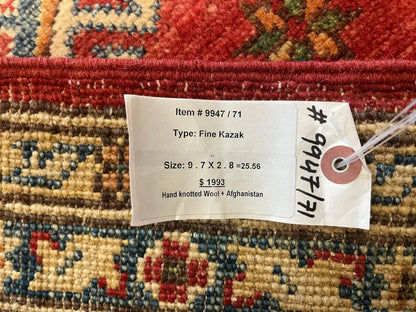 Item # 9947 / 71
Type: Fine Kazak
Size: 9 . 7 X 2 . 8 =25.56
$ 1993
Hand knotted Wool + Afghanistan
#9947/71